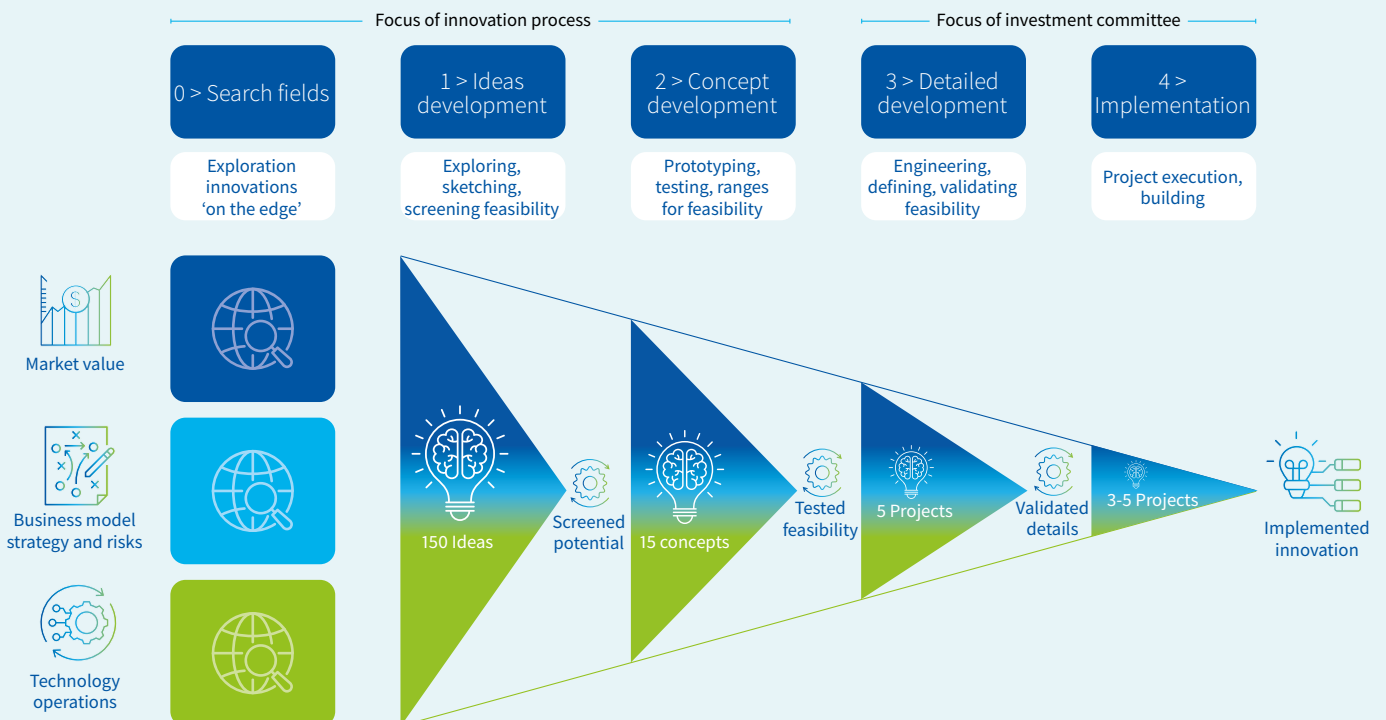 Focus of innovation process
Focus of investment committee
0 > Search fields
1 > Ideas
development
2 > Concept
development
3 > Detailed
development
4 >
Implementation
Exploration
innovations
‘on the edge’
Exploring,
sketching,
screening feasibility
Prototyping,
testing, ranges
for feasibility
Engineering,
defining, validating
feasibility
Project execution,
building
Market value
Business model
strategy and risks
Technology
operations
150 Ideas
Screened
potential
15 concepts
Tested
feasibility
5 Projects
Validated
details
3-5 Projects
Implemented
innovation